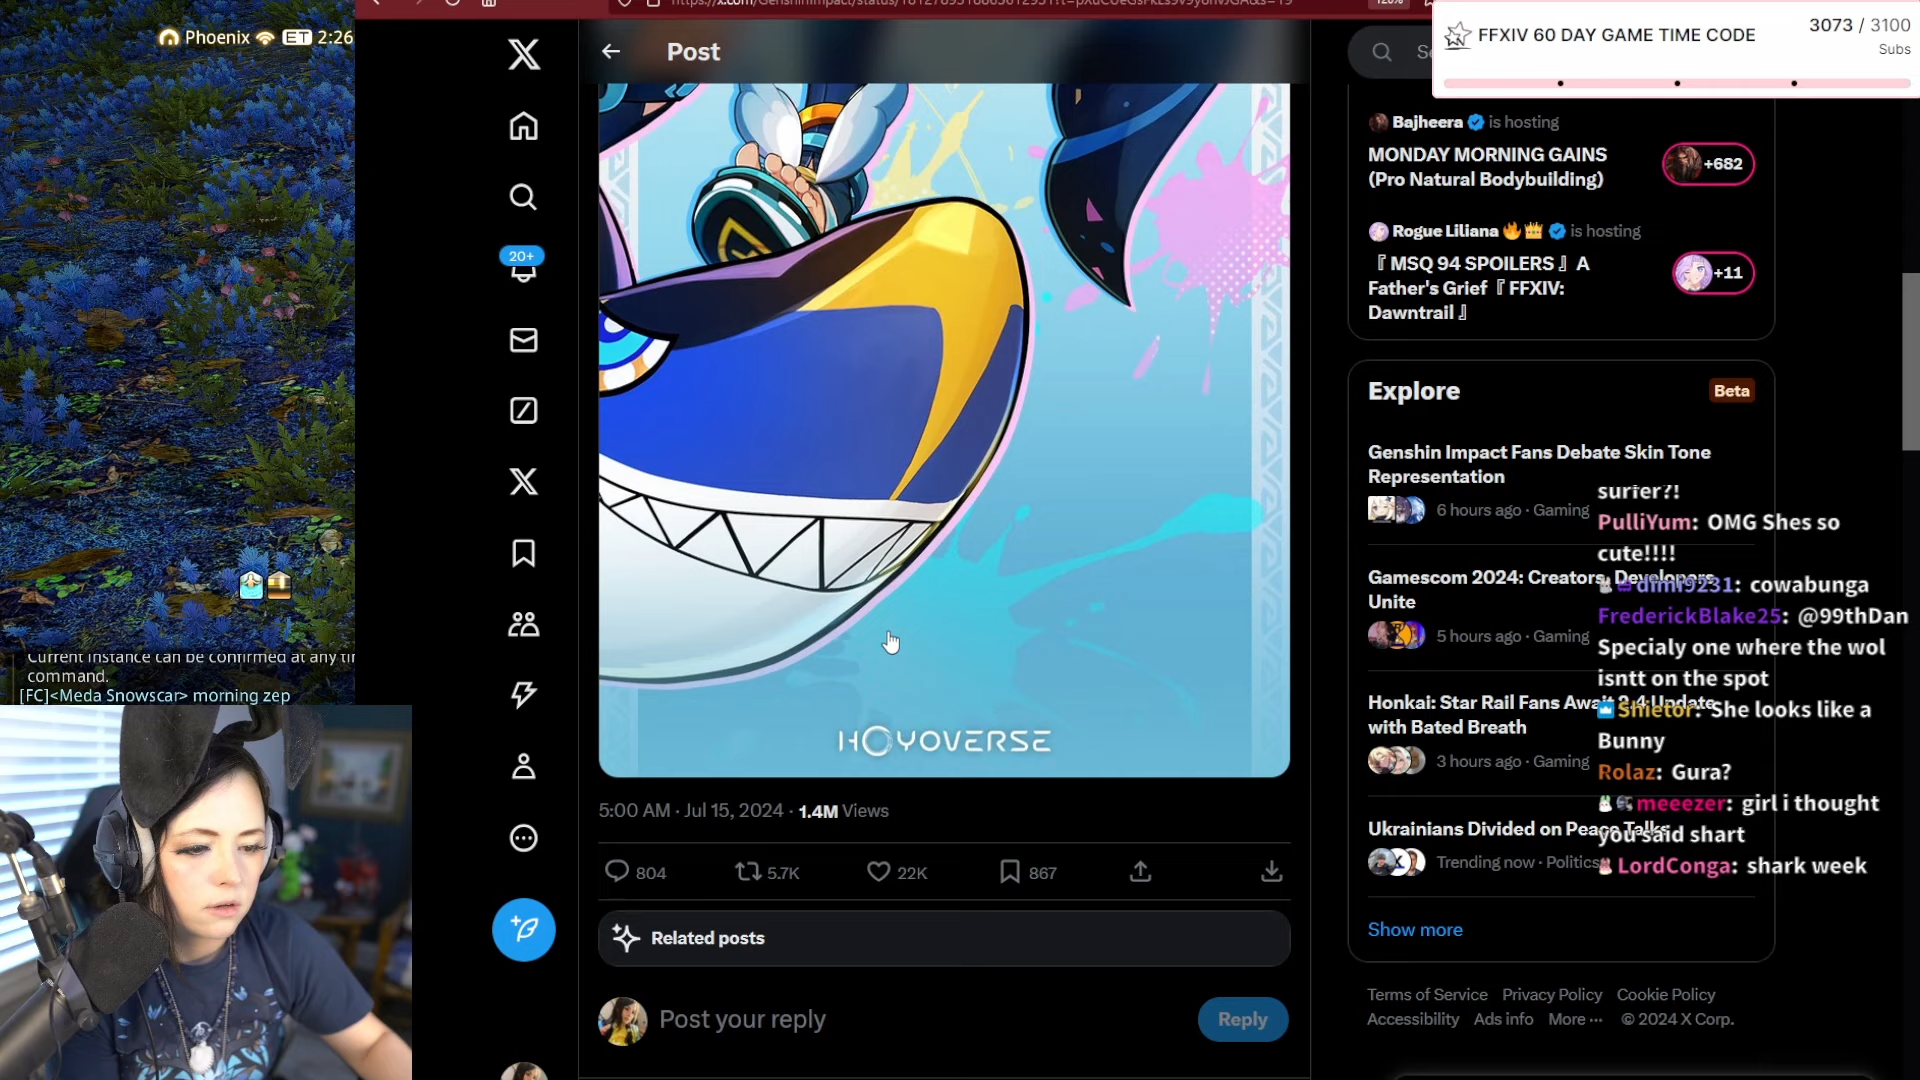 Phoenix ET 2:26
Post
FFXIV 60 DAY GAME TIME CODE
3073 / 3100
Subs
20+
Bajheera is hosting
MONDAY MORNING GAINS
(Pro Natural Bodybuilding)
+682
Rogue Liliana 🔥👑 is hosting
『 MSQ 94 SPOILERS 』 A
Father's Grief『 FFXIV:
Dawntrail 』
+11
Explore
Beta
Genshin Impact Fans Debate Skin Tone
Representation
6 hours ago · Gaming
Gamescom 2024: Creators, Developers
Unite
5 hours ago · Gaming
Honkai: Star Rail Fans Await 2.4 Update
with Bated Breath
3 hours ago · Gaming
Ukrainians Divided on Peace Talks
Trending now · Politics
Show more
Terms of Service Privacy Policy Cookie Policy
Accessibility Ads info More ··· © 2024 X Corp.
surfer?!
PulliYum: OMG Shes so
cute!!!!
dimi9231: cowabunga
FrederickBlake25: @99thDan
Specialy one where the wol
isntt on the spot
Shietor: She looks like a
Bunny
Rolaz: Gura?
meeezer: girl i thought
you said shart
LordConga: shark week
Current instance can be confirmed at any
command.
[FC]<Meda Snowscar> morning zep
HOYOVERSE
5:00 AM · Jul 15, 2024 · 1.4M Views
804 5.7K 22K 867
Related posts
Post your reply
Reply